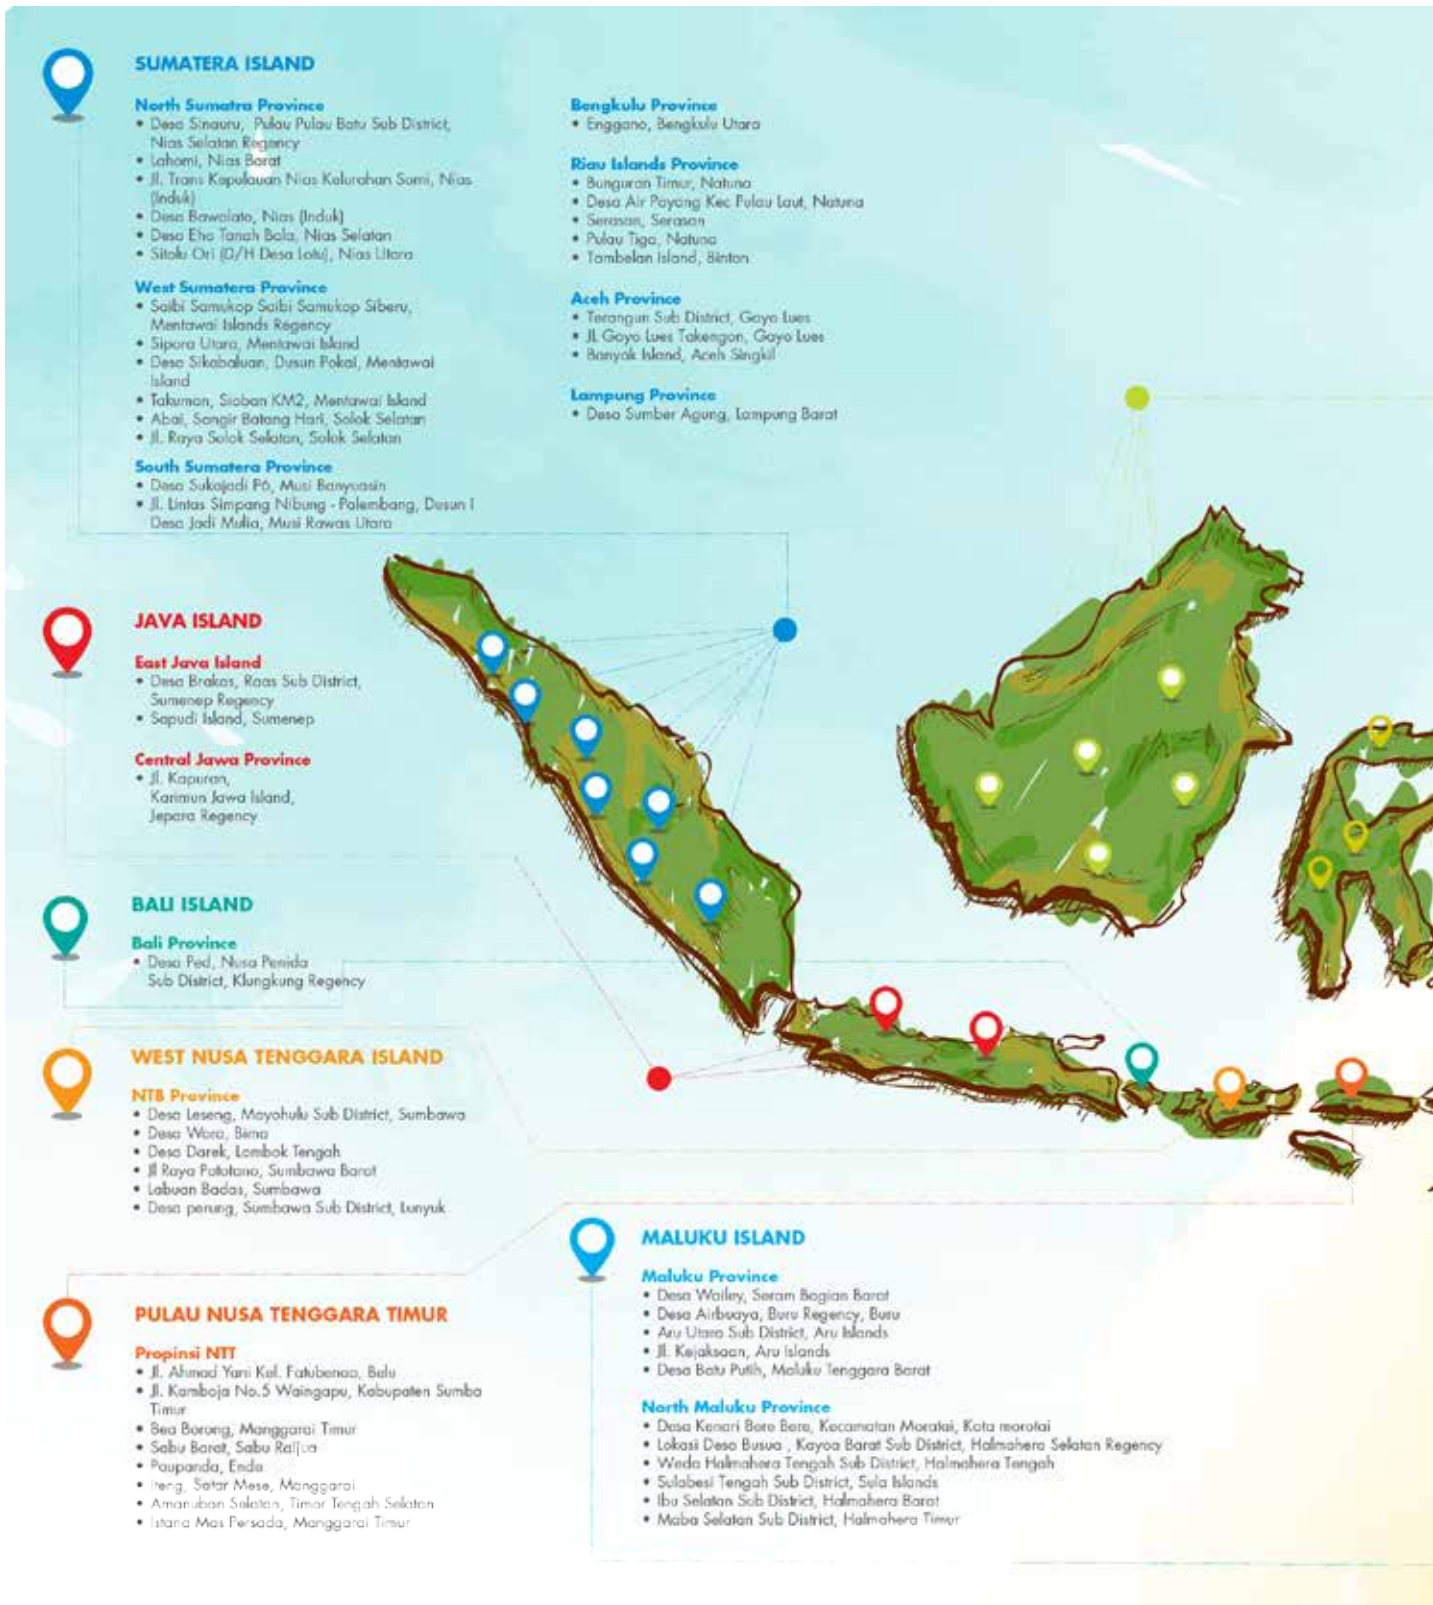 SUMATERA ISLAND
North Sumatra Province
• Desa Sinauru, Pulau Pulau Batu Sub District,
Nias Selatan Regency
• Lahomi, Nias Barat
• Jl. Trans Kepulauan Nias Kelurahan Somi, Nias
(Induk)
• Desa Bawalato, Nias (Induk)
• Desa Eho Tanah Bala, Nias Selatan
• Sitolu Ori (D/H Desa Lotu), Nias Utara
West Sumatera Province
• Saibi Samukop Saibi Samukop Siberu,
Mentawai Islands Regency
• Sipora Utara, Mentawai Island
• Desa Sikabaluan, Dusun Pokai, Mentawai
Island
• Takuman, Sioban KM2, Mentawai Island
• Abai, Sangir Batang Hari, Solok Selatan
• Jl. Raya Solok Selatan, Solok Selatan
South Sumatera Province
• Desa Sukajadi P6, Musi Banyuasin
• Jl. Lintas Simpang Nibung - Palembang, Dusun I
Desa Jadi Mulia, Musi Rawas Utara
Bengkulu Province
• Enggano, Bengkulu Utara
Riau Islands Province
• Bunguran Timur, Natuna
• Desa Air Payang Kec Pulau Laut, Natuna
• Serasan, Serasan
• Pulau Tiga, Natuna
• Tambelan Island, Bintan
Aceh Province
• Terangun Sub District, Gayo Lues
• Jl. Gayo Lues Takengon, Gayo Lues
• Banyak Island, Aceh Singkil
Lampung Province
• Desa Sumber Agung, Lampung Barat
JAVA ISLAND
East Java Island
• Desa Brakas, Raas Sub District,
Sumenep Regency
• Sapudi Island, Sumenep
Central Jawa Province
• Jl. Kapuran,
Karimun Jawa Island,
Jepara Regency
BALI ISLAND
Bali Province
• Desa Ped, Nusa Penida
Sub District, Klungkung Regency
WEST NUSA TENGGARA ISLAND
NTB Province
• Desa Leseng, Moyohulu Sub District, Sumbawa
• Desa Wora, Bima
• Desa Darek, Lombok Tengah
• Jl Raya Pototano, Sumbawa Barat
• Labuan Badas, Sumbawa
• Desa perung, Sumbawa Sub District, Lunyuk
PULAU NUSA TENGGARA TIMUR
Propinsi NTT
• Jl. Ahmad Yani Kel. Fatubenao, Belu
• Jl. Kamboja No.5 Waingapu, Kabupaten Sumba
Timur
• Bea Borong, Manggarai Timur
• Sabu Barat, Sabu Raijua
• Paupanda, Ende
• Iteng, Satar Mese, Manggarai
• Amanuban Selatan, Timor Tengah Selatan
• Istana Mas Persada, Manggarai Timur
MALUKU ISLAND
Maluku Province
• Desa Wailey, Seram Bagian Barat
• Desa Airbuaya, Buru Regency, Buru
• Aru Utara Sub District, Aru Islands
• Jl. Kejaksaan, Aru Islands
• Desa Batu Putih, Maluku Tenggara Barat
North Maluku Province
• Desa Kenari Bere Bere, Kecamatan Moratai, Kota morotai
• Lokasi Desa Busua , Kayoa Barat Sub District, Halmahera Selatan Regency
• Weda Halmahera Tengah Sub District, Halmahera Tengah
• Sulabesi Tengah Sub District, Sula Islands
• Ibu Selatan Sub District, Halmahera Barat
• Maba Selatan Sub District, Halmahera Timur